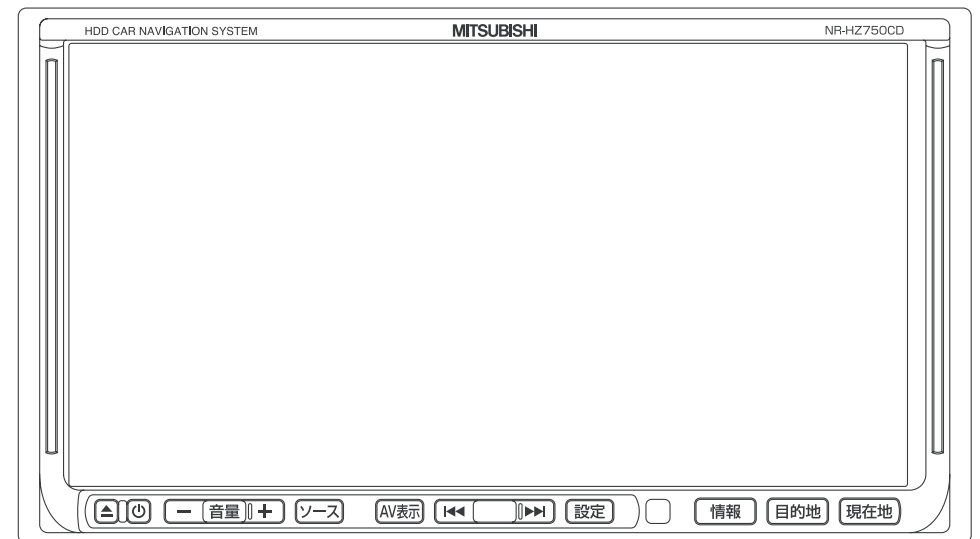 HDD CAR NAVIGATION SYSTEM MITSUBISHI NR-HZ750CD
− 音量 + ソース AV表示 設定 情報 目的地 現在地